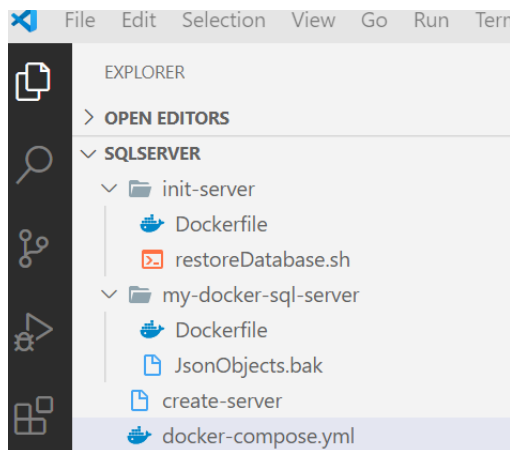 File Edit Selection View Go Run Terr
EXPLORER
OPEN EDITORS
SQLSERVER
init-server
Dockerfile
restoreDatabase.sh
my-docker-sql-server
Dockerfile
JsonObjects.bak
create-server
docker-compose.yml